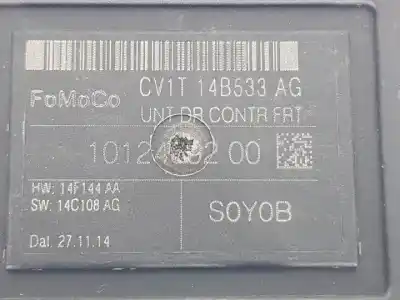 FoMoCo
CV1T 14B533 AG
UNT DR CONTR FRT
00
HW: 14F144 AA
SW: 14C108 AG
S0Y0B
Dat. 27.11.14